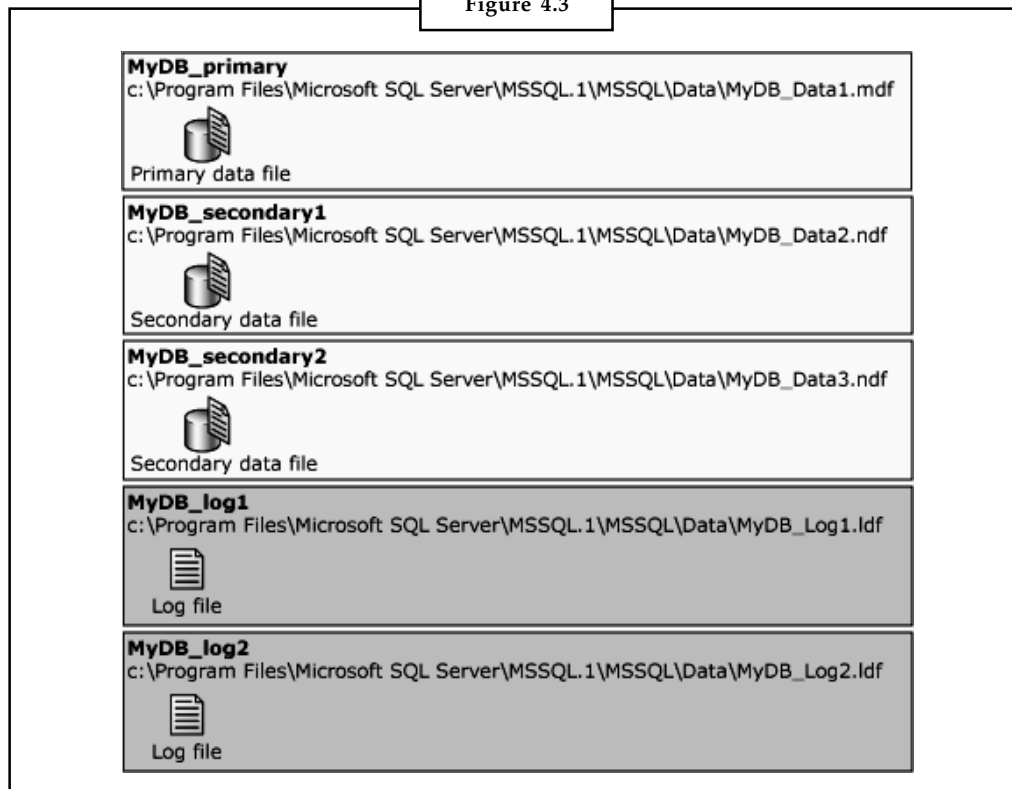 Figure 4.3
MyDB_primary
c:\Program Files\Microsoft SQL Server\MSSQL.1\MSSQL\Data\MyDB_Data1.mdf
Primary data file
MyDB_secondary1
c:\Program Files\Microsoft SQL Server\MSSQL.1\MSSQL\Data\MyDB_Data2.ndf
Secondary data file
MyDB_secondary2
c:\Program Files\Microsoft SQL Server\MSSQL.1\MSSQL\Data\MyDB_Data3.ndf
Secondary data file
MyDB_log1
c:\Program Files\Microsoft SQL Server\MSSQL.1\MSSQL\Data\MyDB_Log1.ldf
Log file
MyDB_log2
c:\Program Files\Microsoft SQL Server\MSSQL.1\MSSQL\Data\MyDB_Log2.ldf
Log file